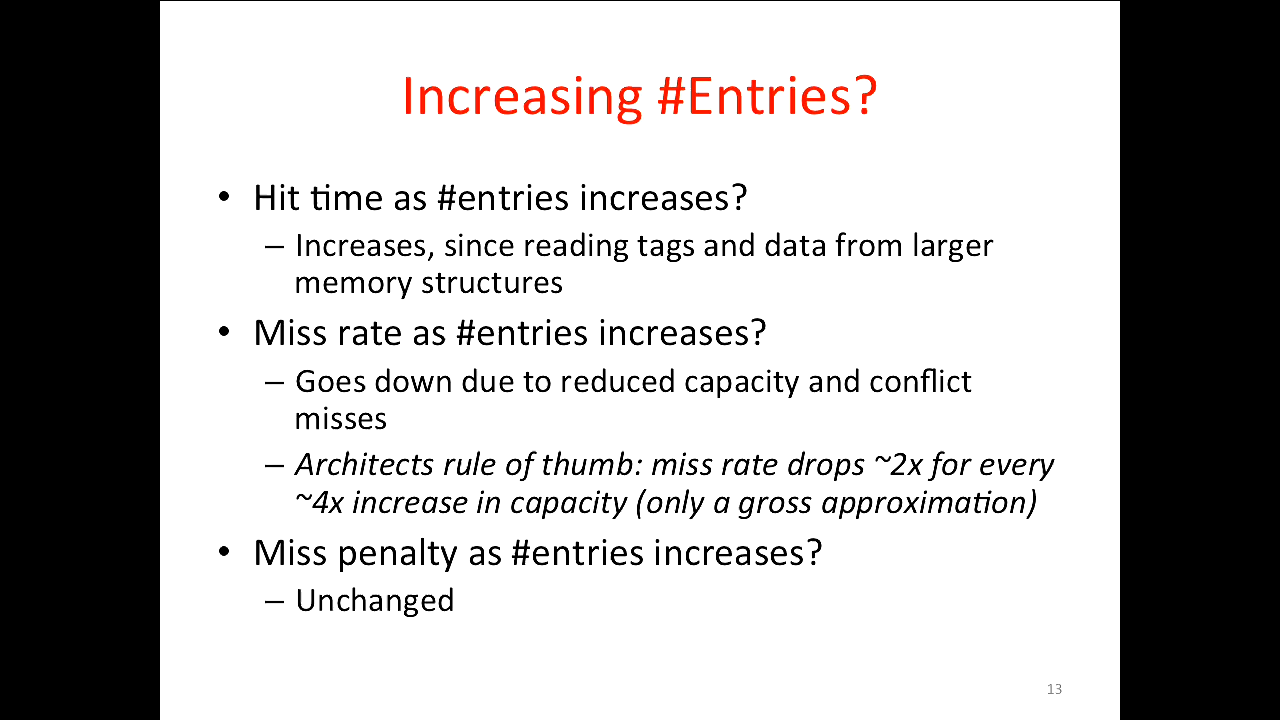 Increasing #Entries?
• Hit time as #entries increases?
– Increases, since reading tags and data from larger
memory structures
• Miss rate as #entries increases?
– Goes down due to reduced capacity and conflict
misses
– Architects rule of thumb: miss rate drops ~2x for every
~4x increase in capacity (only a gross approximation)
• Miss penalty as #entries increases?
– Unchanged
13